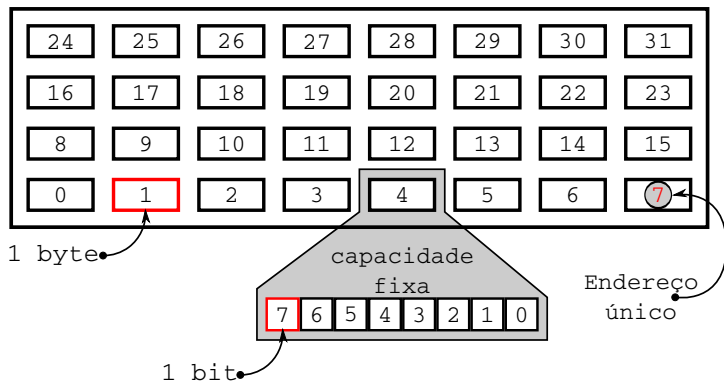 24 25 26 27 28 29 30 31
16 17 18 19 20 21 22 23
8 9 10 11 12 13 14 15
0 1 2 3 4 5 6 7
1 byte
capacidade
fixa
Endereço
único
7 6 5 4 3 2 1 0
1 bit